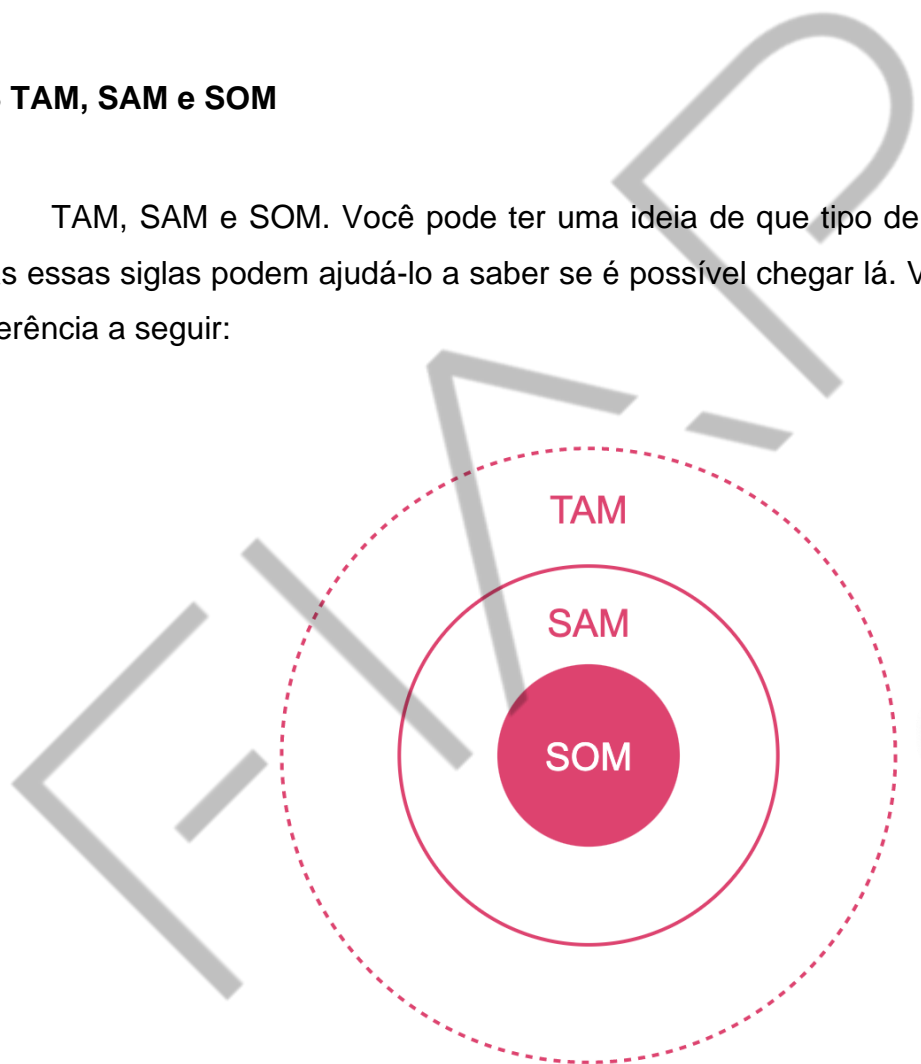 TAM, SAM e SOM
TAM, SAM e SOM. Você pode ter uma ideia de que tipo de
essas siglas podem ajudá-lo a saber se é possível chegar lá.
a seguir:
TAM
SAM
SOM
FIAP